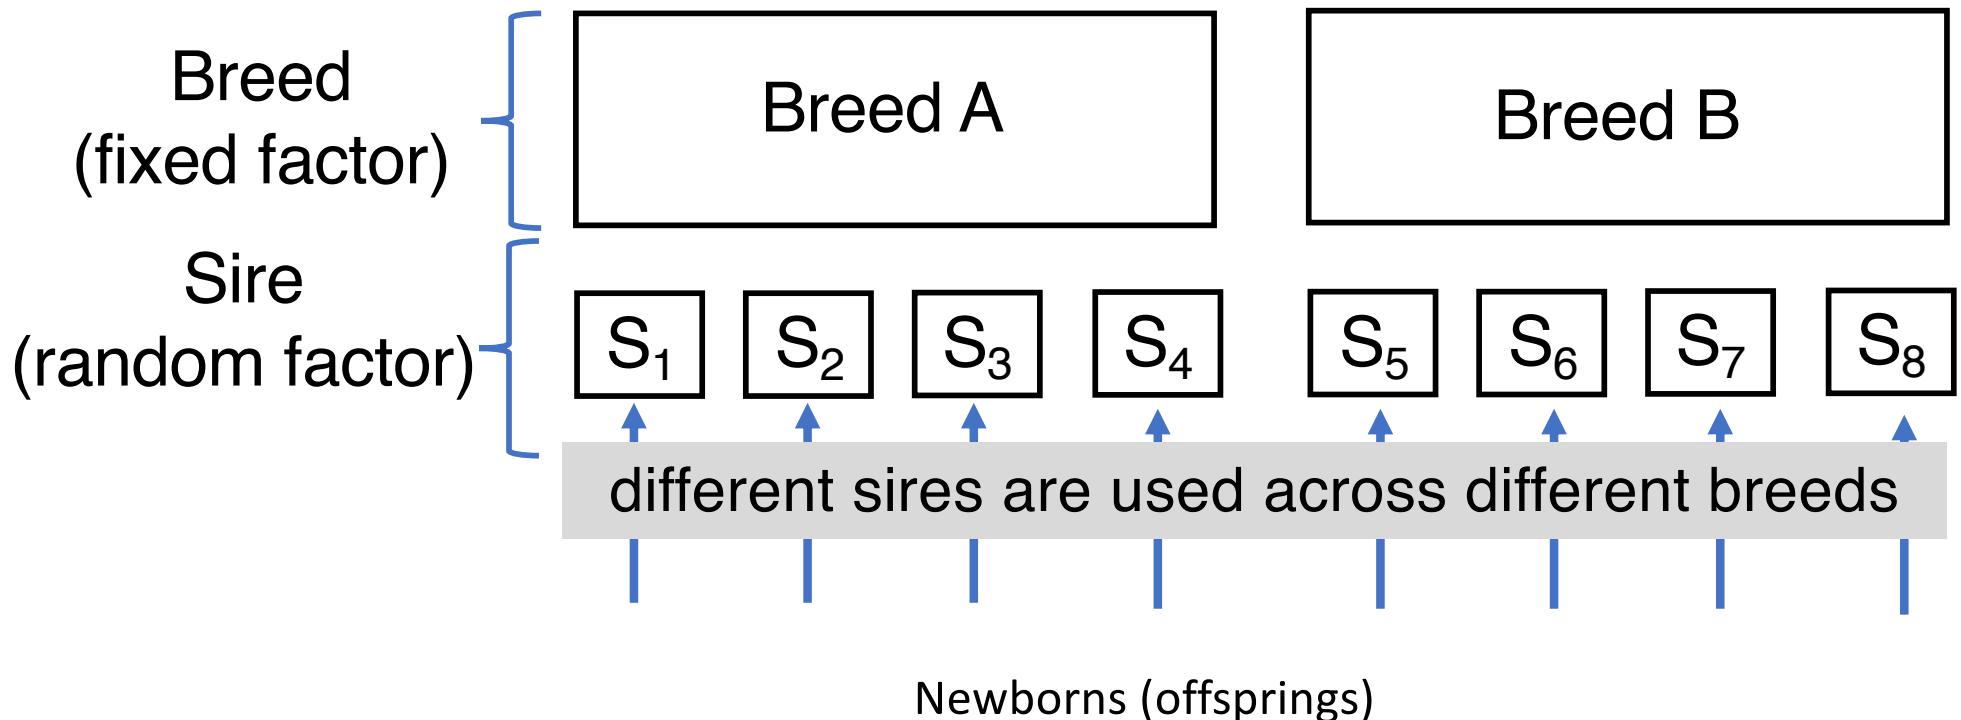 Breed
(fixed factor)
Breed A
Breed B
Sire
(random factor)
S₁
S₂
S₃
S₄
S₅
S₆
S₇
S₈
different sires are used across different breeds
Newborns (offsprings)